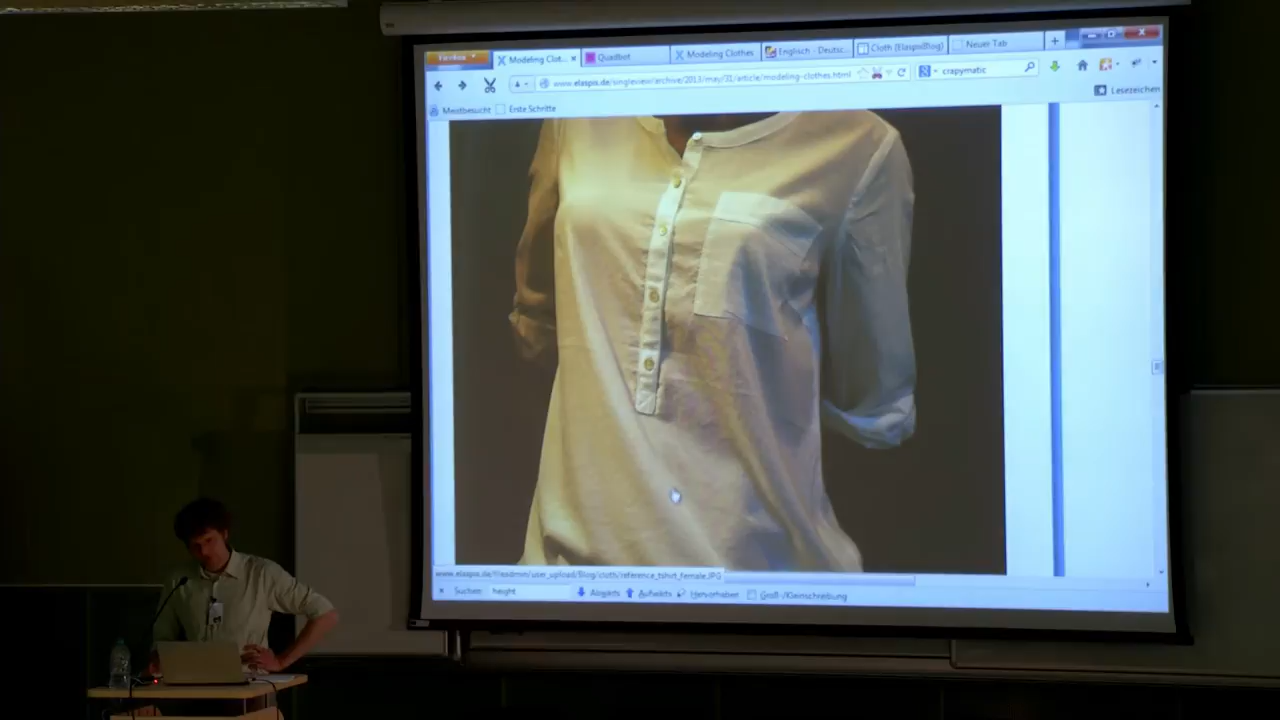 Firefox
Modeling Clot...
QuadBot
Modeling Clothes
Englisch - Deutsc...
Cloth (ElaspisBlog)
Neuer Tab
www.elaspis.de/singleview/archive/2013/may/31/article/modeling-clothes.html
crapymatic
Lesezeichen
Meistbesucht
Erste Schritte
www.elaspis.de/fileadmin/user_upload/Blog/cloth/reference_tshirt_female.JPG
Suchen: height
Abwärts
Aufwärts
Hervorheben
Groß-/Kleinschreibung